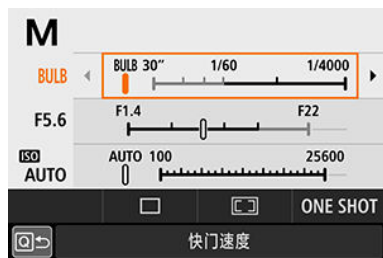 M
BULB BULB 30" 1/60 1/4000
F5.6 F1.4 F22
ISO AUTO AUTO 100 25600
ONE SHOT
Q 快门速度